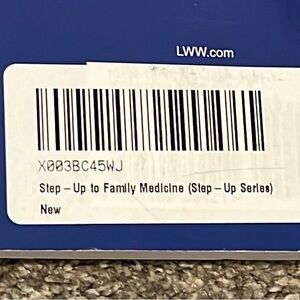 LWW.com
X003BC45WJ
Step-Up to Family Medicine (Step-Up Series)
New